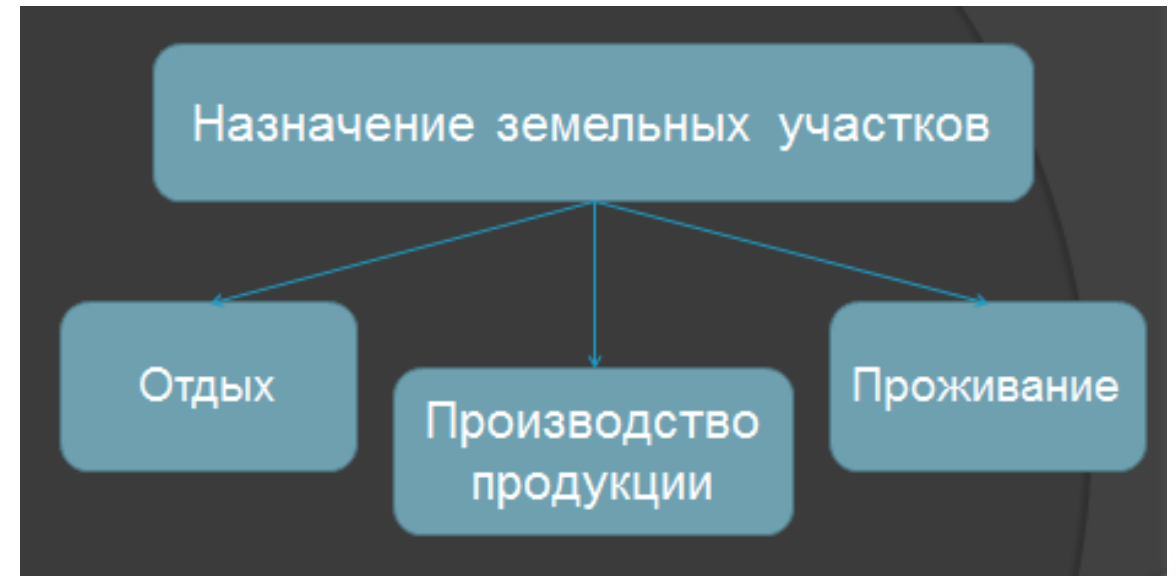 Назначение земельных участков
Отдых
Производство
продукции
Проживание